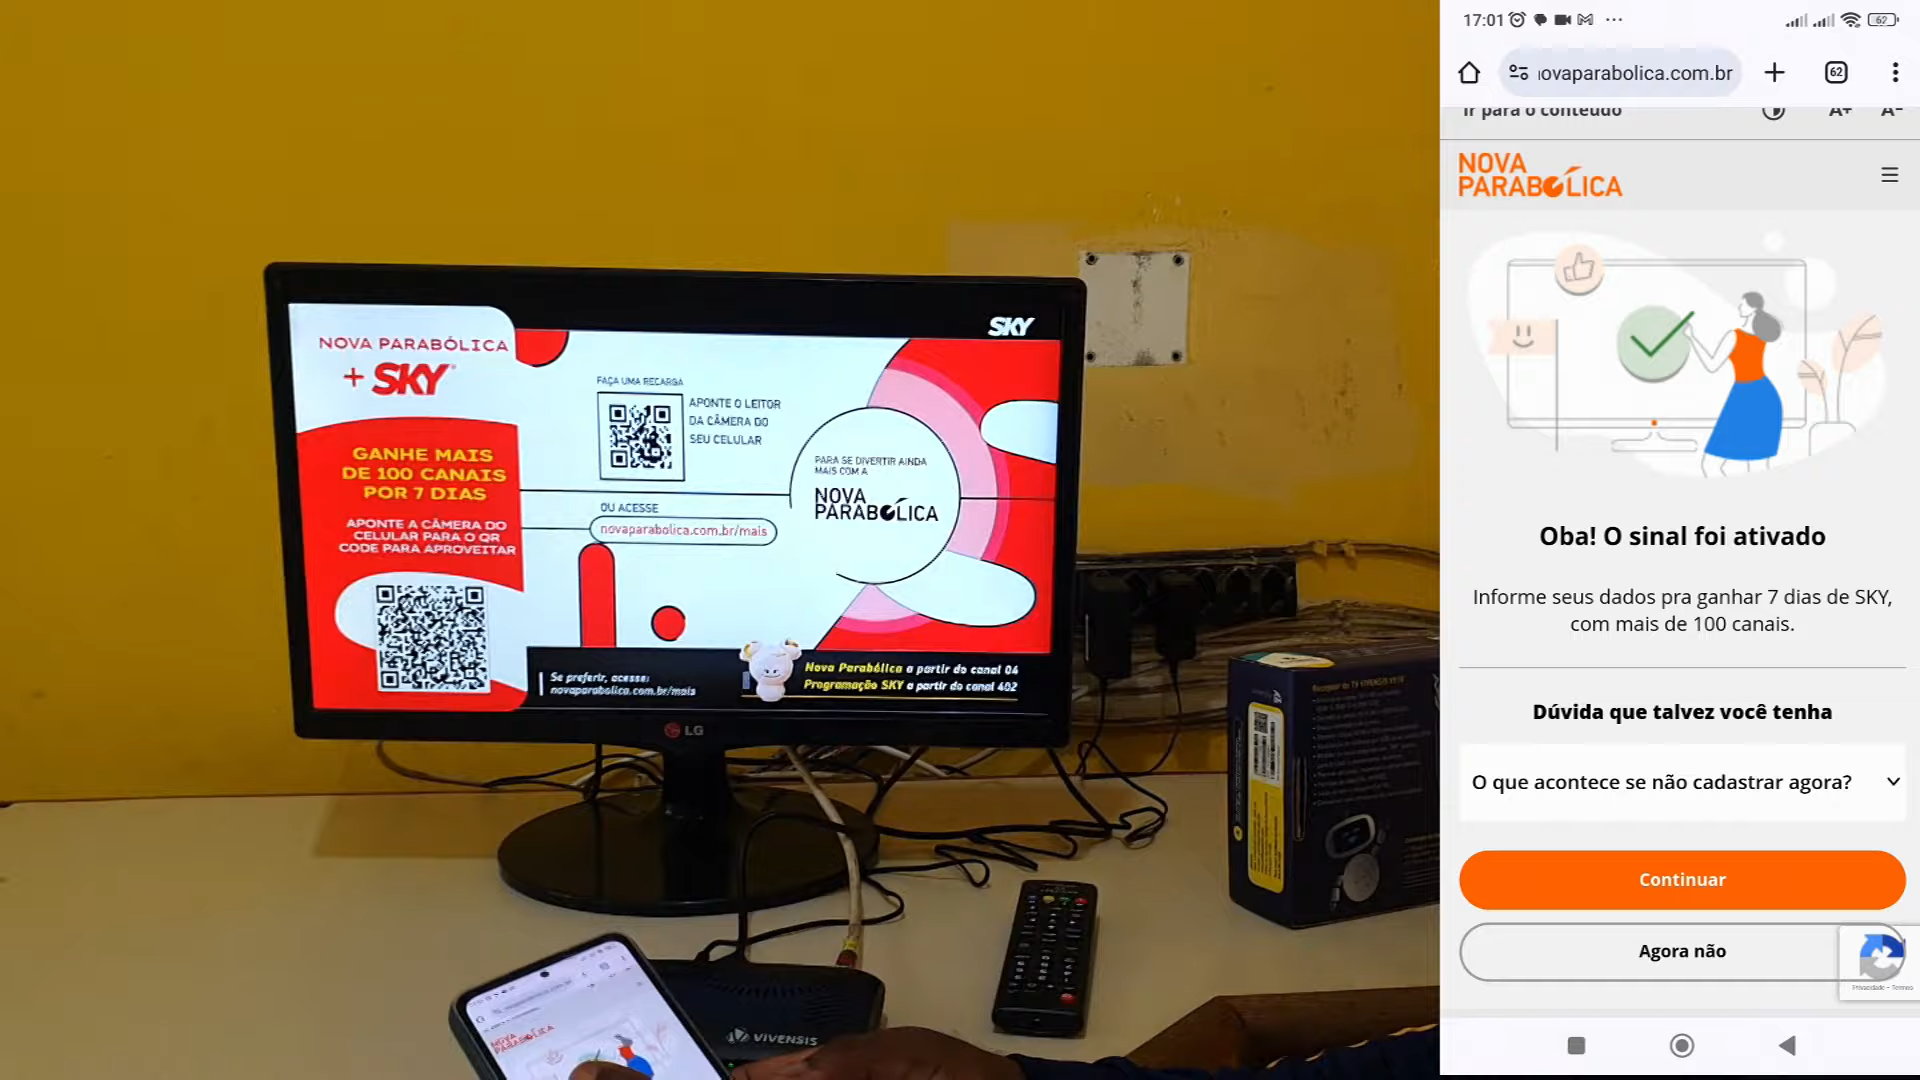 NOVA PARABÓLICA
+ SKY
GANHE MAIS
DE 100 CANAIS
POR 7 DIAS
APONTE A CÂMERA DO
CELULAR PARA O QR
CODE PARA APROVEITAR
SKY
FAÇA UMA RECARGA
APONTE O LEITOR
DA CÂMERA DO
SEU CELULAR
OU ACESSE
novaparabolica.com.br/mais
PARA SE DIVERTIR AINDA
MAIS COM A
NOVA
PARABÓLICA
Se preferir, acesse:
novaparabolica.com.br/mais
Nova Parabólica a partir do canal 04
Programação SKY a partir do canal 402
LG
VIVENSIS
17:01
62
ovaparabolica.com.br
62
Ir para o conteúdo
A+
A-
NOVA
PARABÓLICA
Oba! O sinal foi ativado
Informe seus dados pra ganhar 7 dias de SKY,
com mais de 100 canais.
Dúvida que talvez você tenha
O que acontece se não cadastrar agora?
Continuar
Agora não
Privacidade - Termos